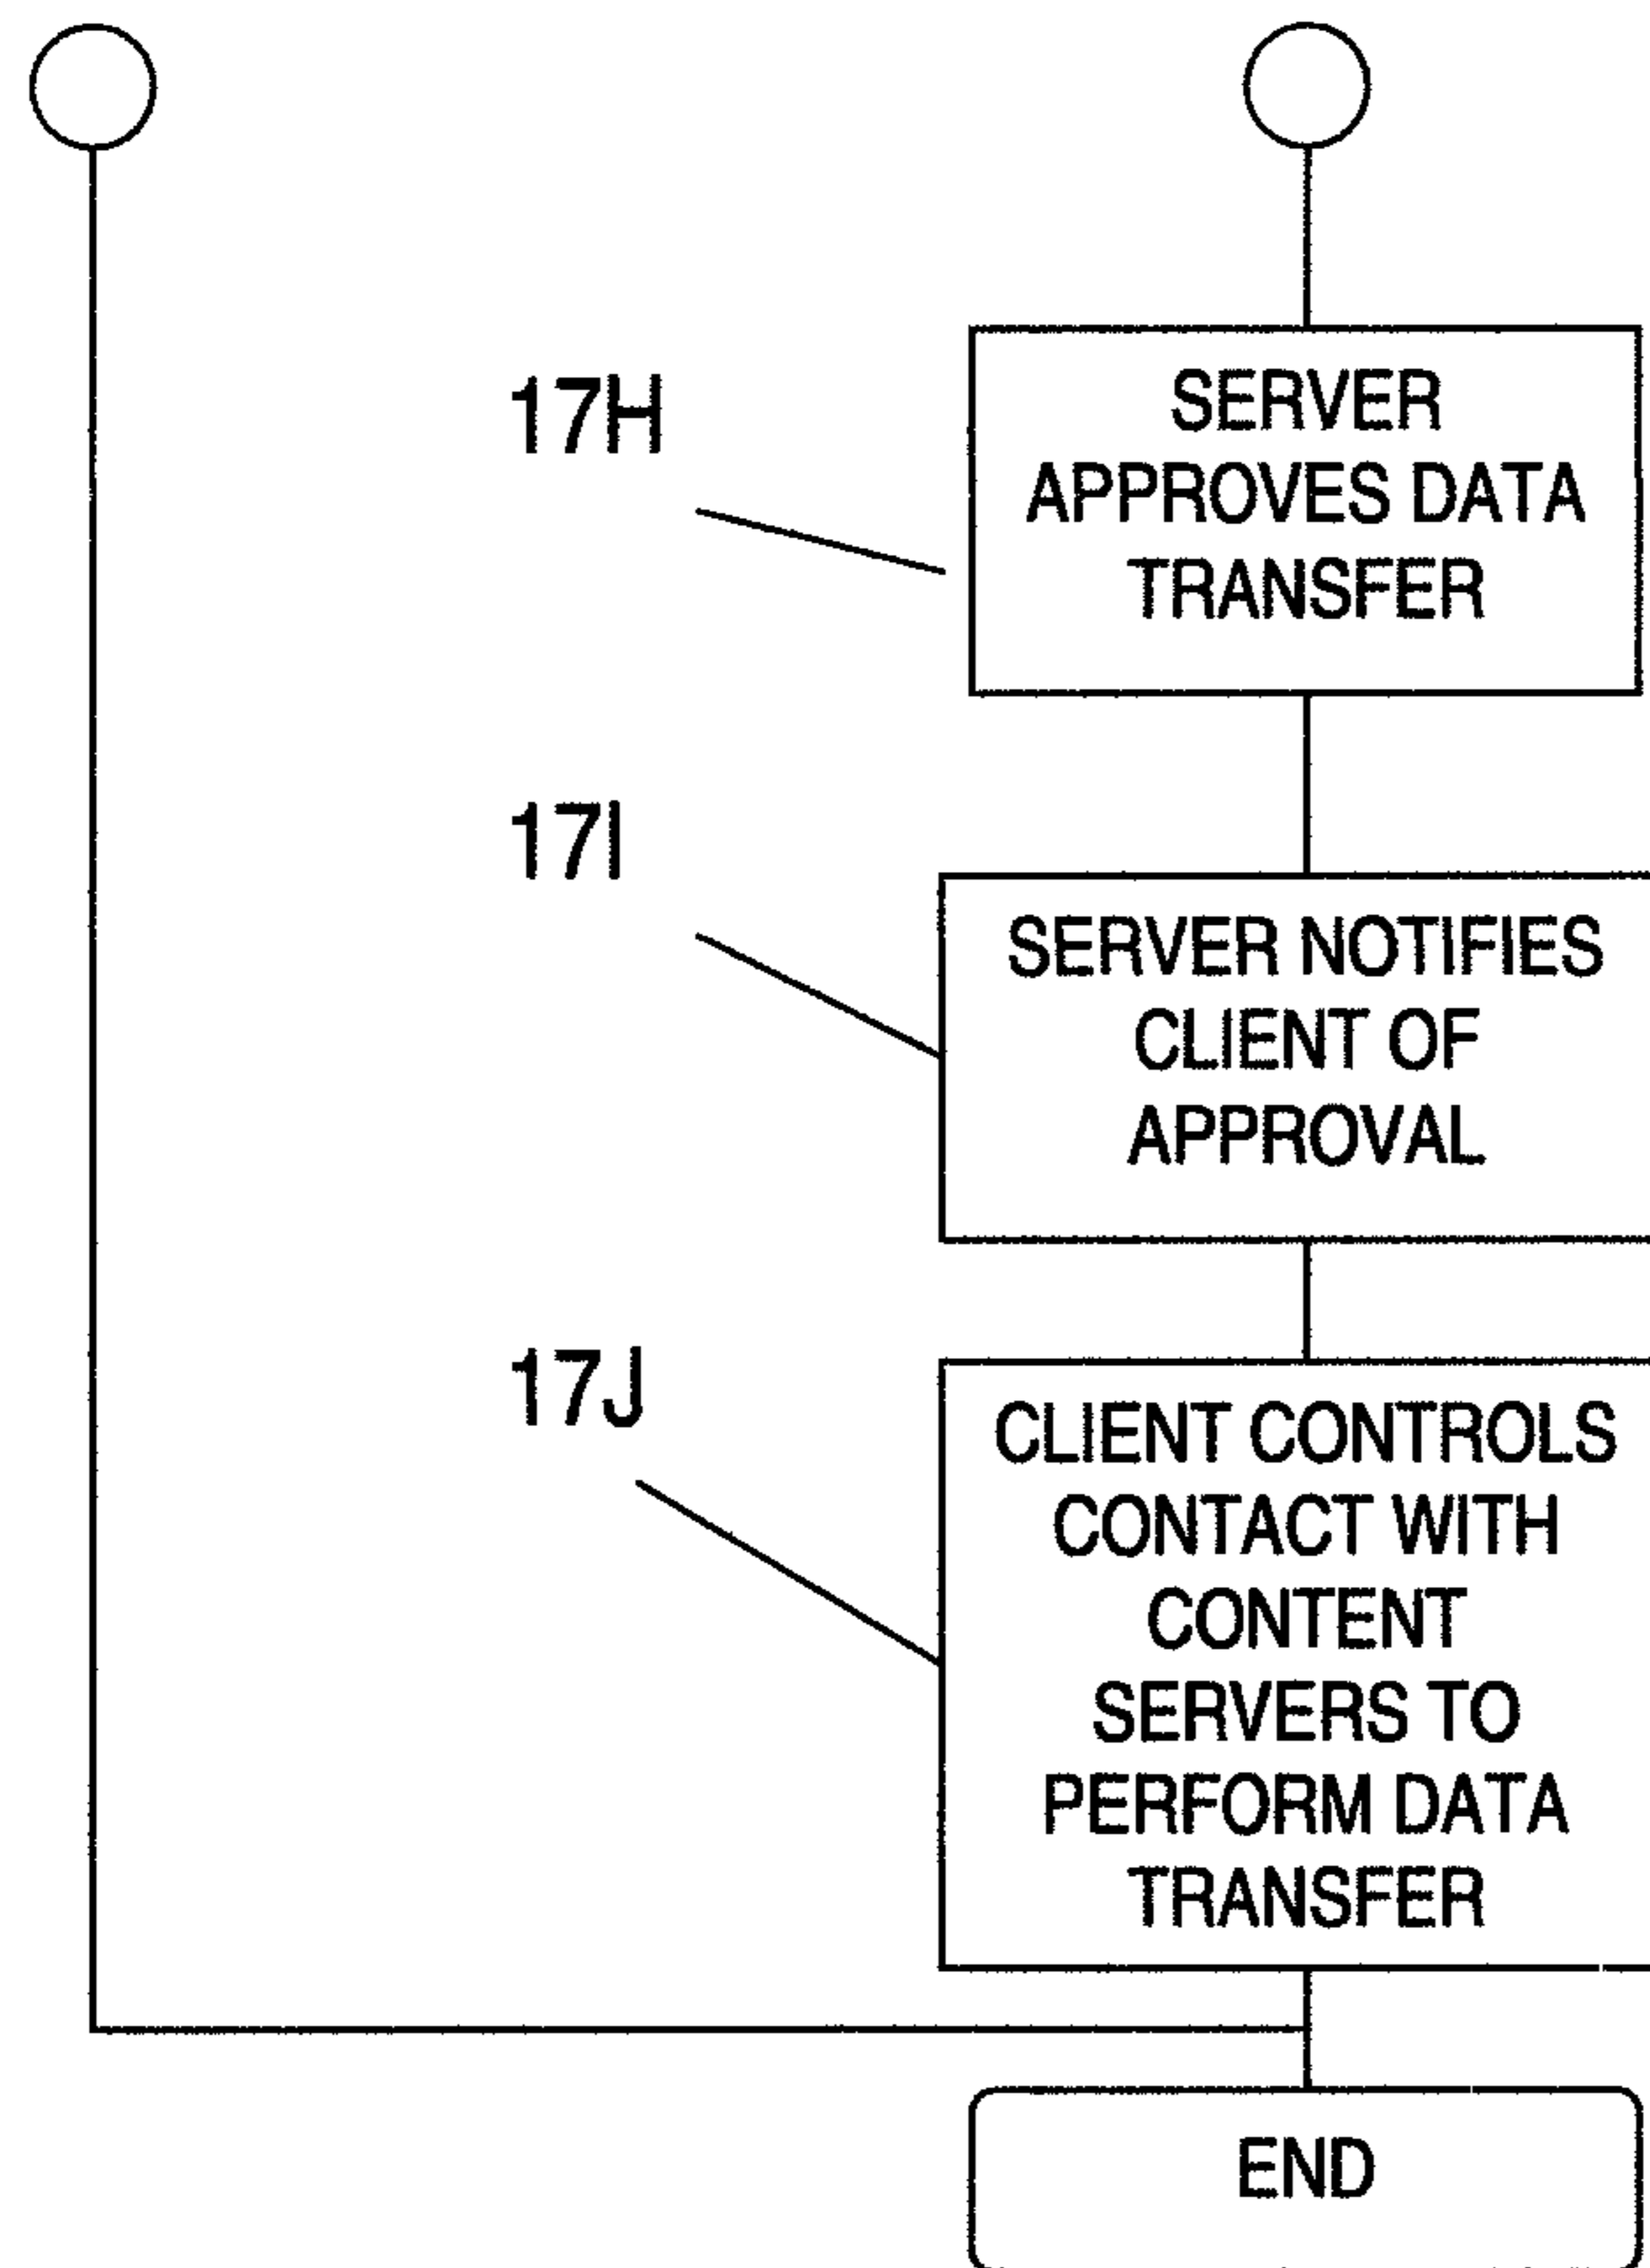 17H
SERVER
APPROVES DATA
TRANSFER
17I
SERVER NOTIFIES
CLIENT OF
APPROVAL
17J
CLIENT CONTROLS
CONTACT WITH
CONTENT
SERVERS TO
PERFORM DATA
TRANSFER
END